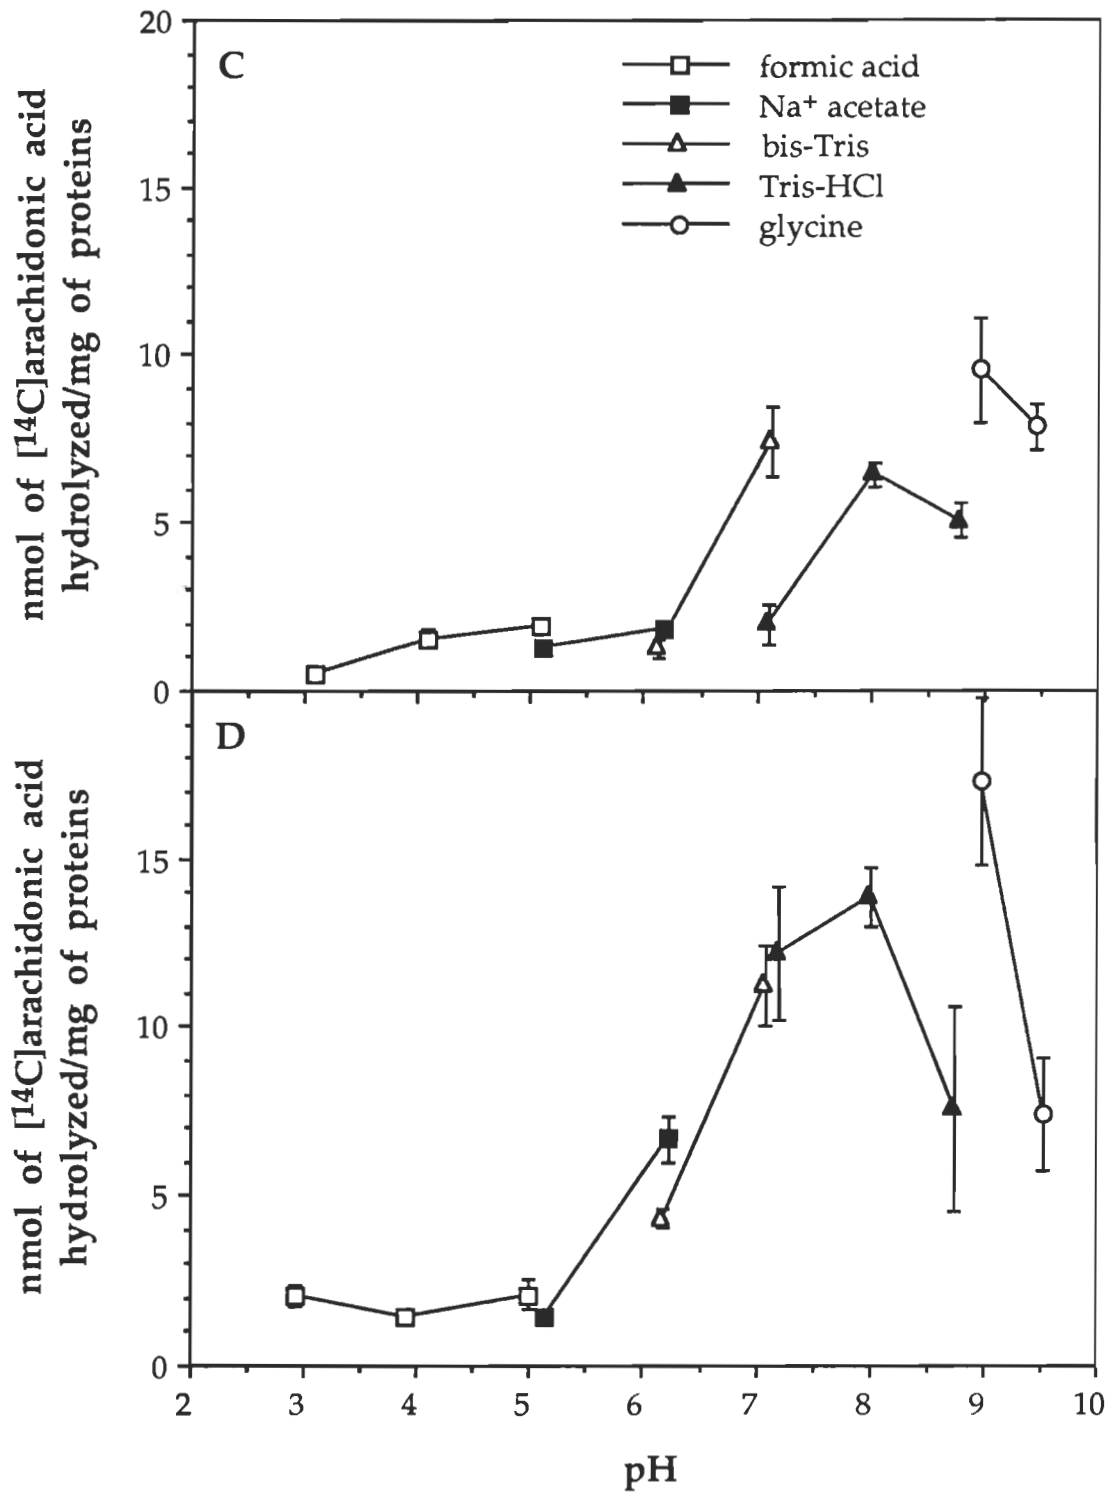 C
formic acid
Na+ acetate
bis-Tris
Tris-HCl
glycine
nmol of [14C]arachidonic acid
hydrolyzed/mg of proteins
20
15
10
5
0
D
nmol of [14C]arachidonic acid
hydrolyzed/mg of proteins
15
10
5
0
2 3 4 5 6 7 8 9 10
pH